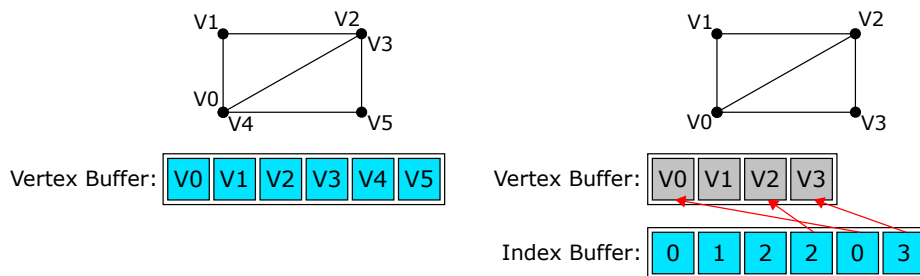 V1 V2
V3
V0
V4 V5
Vertex Buffer: V0 V1 V2 V3 V4 V5
V1 V2
V0 V3
Vertex Buffer: V0 V1 V2 V3
Index Buffer: 0 1 2 2 0 3